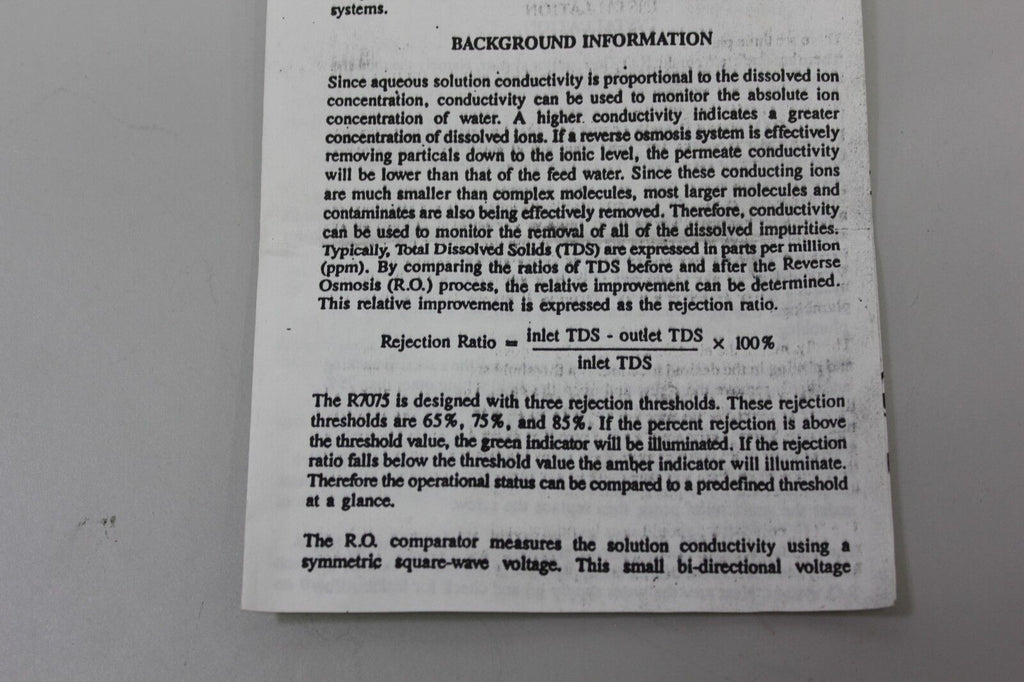 systems.
BACKGROUND INFORMATION
Since aqueous solution conductivity is proportional to the dissolved ion
concentration, conductivity can be used to monitor the absolute ion
concentration of water. A higher conductivity indicates a greater
concentration of dissolved ions. If a reverse osmosis system is effectively
removing particals down to the ionic level, the permeate conductivity
will be lower than that of the feed water. Since these conducting ions
are much smaller than complex molecules, most larger molecules and
contaminates are also being effectively removed. Therefore, conductivity
can be used to monitor the removal of all of the dissolved impurities.
Typically, Total Dissolved Solids (TDS) are expressed in parts per million
(ppm). By comparing the ratios of TDS before and after the Reverse
Osmosis (R.O.) process, the relative improvement can be determined.
This relative improvement is expressed as the rejection ratio.
Rejection Ratio = inlet TDS - outlet TDS × 100%
inlet TDS
The R7075 is designed with three rejection thresholds. These rejection
thresholds are 65%, 75%, and 85%. If the percent rejection is above
the threshold value, the green indicator will be illuminated. If the rejection
ratio falls below the threshold value the amber indicator will illuminate.
Therefore the operational status can be compared to a predefined threshold
at a glance.
The R.O. comparator measures the solution conductivity using a
symmetric square-wave voltage. This small bi-directional voltage